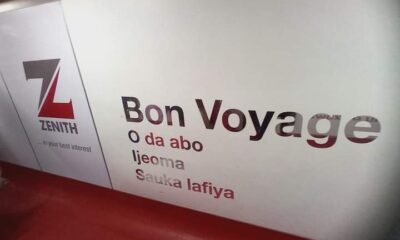 Z
ZENITH
... in your best interest
Bon Voyage
O da abo
Ijeoma
Sauka lafiya